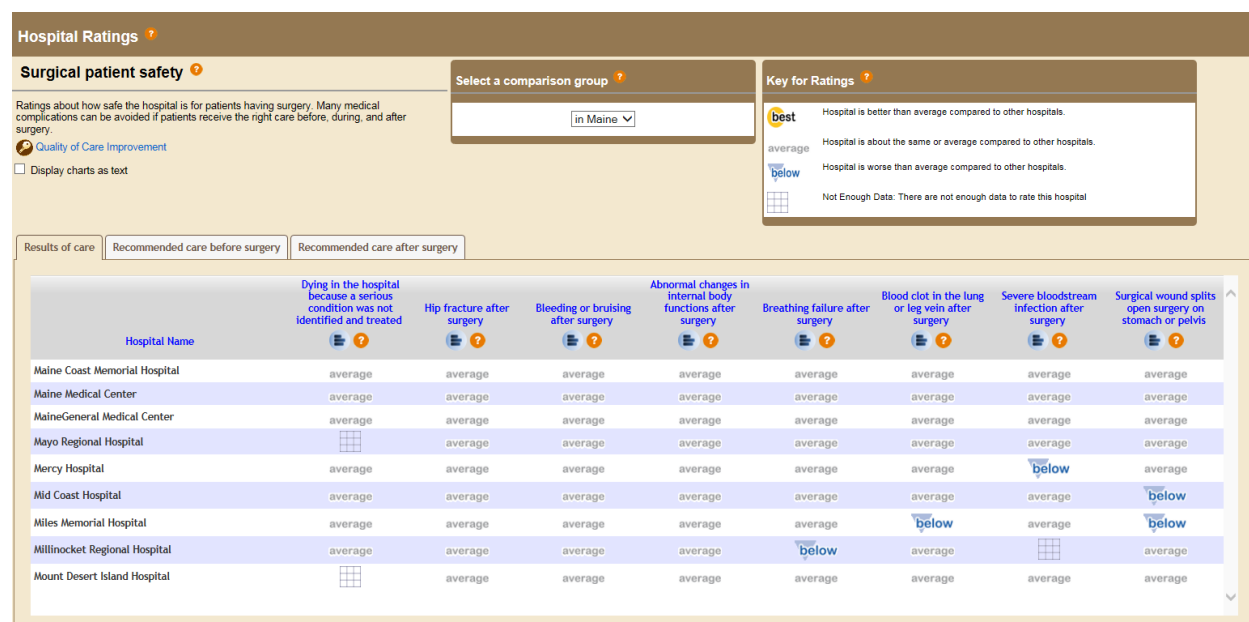 Hospital Ratings ?
Surgical patient safety ?
Ratings about how safe the hospital is for patients having surgery. Many medical
complications can be avoided if patients receive the right care before, during, and after
surgery.
Quality of Care Improvement
Display charts as text
Select a comparison group ?
in Maine
Key for Ratings ?
best Hospital is better than average compared to other hospitals.
average Hospital is about the same or average compared to other hospitals.
below Hospital is worse than average compared to other hospitals.
Not Enough Data: There are not enough data to rate this hospital
Results of care Recommended care before surgery Recommended care after surgery
Hospital Name
Dying in the hospital
because a serious
condition was not
identified and treated
?
Hip fracture after
surgery
?
Bleeding or bruising
after surgery
?
Abnormal changes in
internal body
functions after
surgery
?
Breathing failure after
surgery
?
Blood clot in the lung
or leg vein after
surgery
?
Severe bloodstream
infection after
surgery
?
Surgical wound splits
open surgery on
stomach or pelvis
?
Maine Coast Memorial Hospital average average average average average average average average
Maine Medical Center average average average average average average average average
MaineGeneral Medical Center average average average average average average average average
Mayo Regional Hospital average average average average average average average
Mercy Hospital average average average average average average below average
Mid Coast Hospital average average average average average average average below
Miles Memorial Hospital average average average average average below average below
Millinocket Regional Hospital average average average average below average average
Mount Desert Island Hospital average average average average average average average